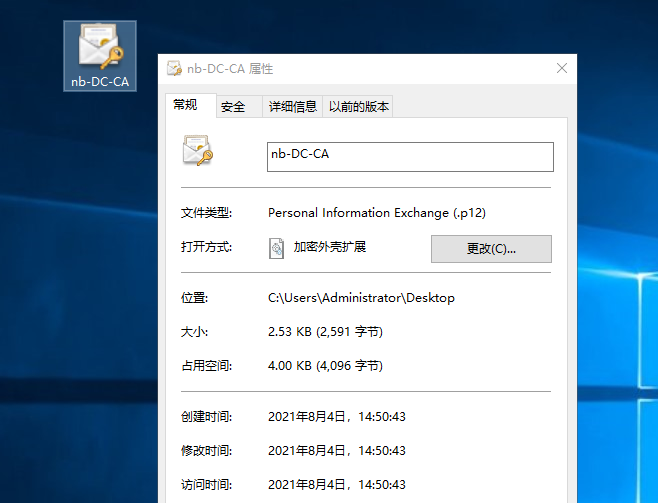 nb-DC-CA
nb-DC-CA 属性
常规 安全 详细信息 以前的版本
nb-DC-CA
文件类型: Personal Information Exchange (.p12)
打开方式: 加密外壳扩展 更改(C)...
位置: C:\Users\Administrator\Desktop
大小: 2.53 KB (2,591 字节)
占用空间: 4.00 KB (4,096 字节)
创建时间: 2021年8月4日，14:50:43
修改时间: 2021年8月4日，14:50:43
访问时间: 2021年8月4日，14:50:43